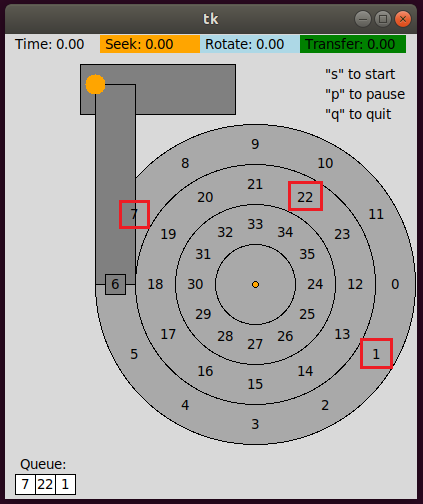 tk
Time: 0.00 Seek: 0.00 Rotate: 0.00 Transfer: 0.00
"s" to start
"p" to pause
"q" to quit
9
8 10
21
7 20 22 11
33
19 32 34 23
31 35
6 18 30 24 12 0
29 25
17 28 26 13
27
5 16 14 1
15
4 2
3
Queue:
7 22 1